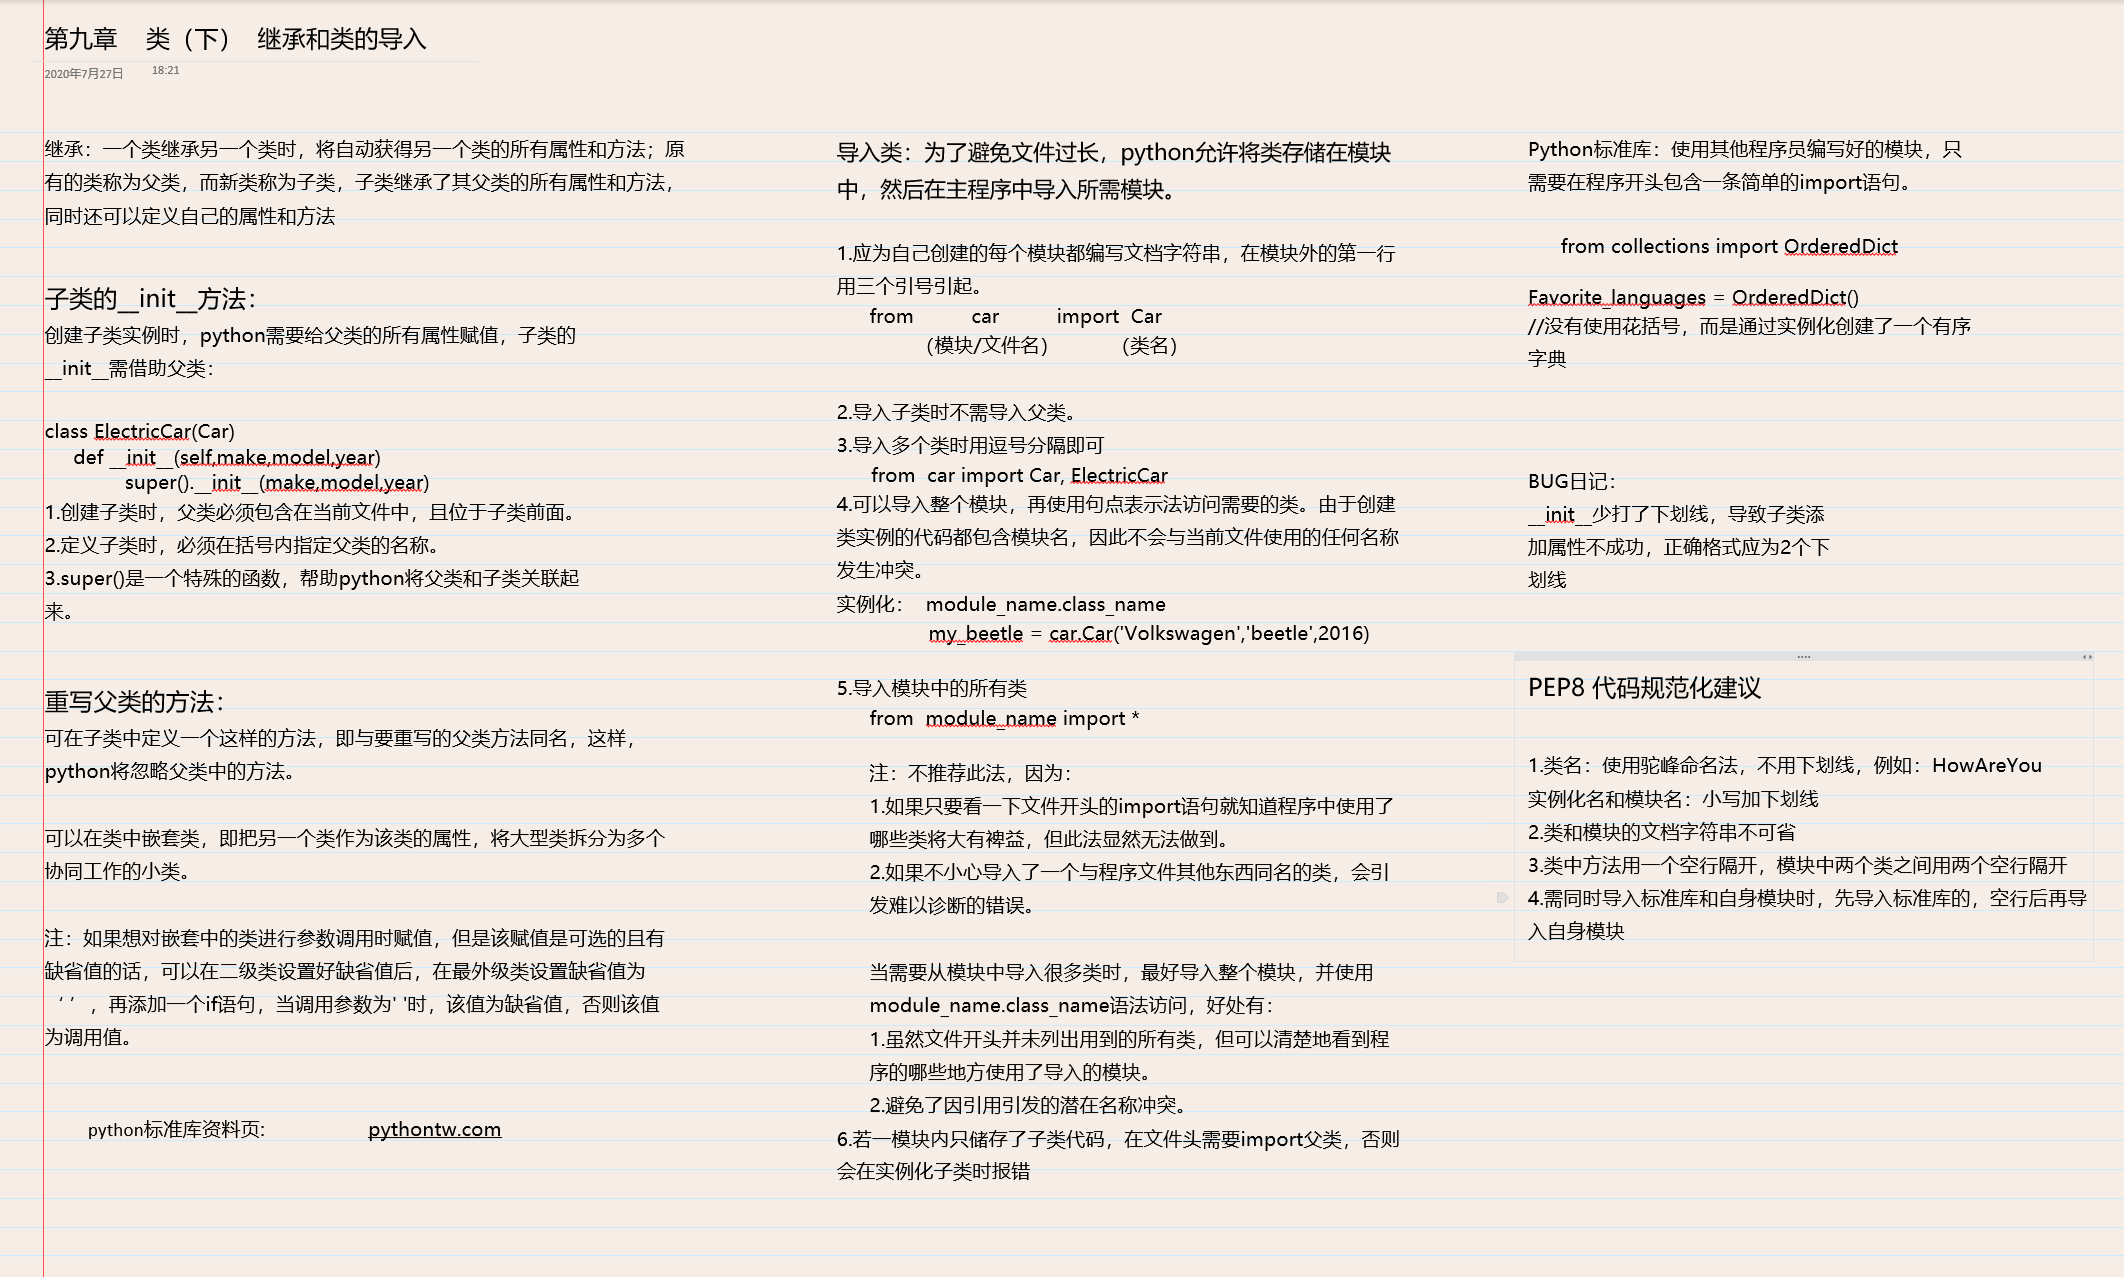 第九章 类（下） 继承和类的导入
2020年7月27日 18:21
继承：一个类继承另一个类时，将自动获得另一个类的所有属性和方法；原
有的类称为父类，而新类称为子类，子类继承了其父类的所有属性和方法，
同时还可以定义自己的属性和方法
子类的__init__方法：
创建子类实例时，python需要给父类的所有属性赋值，子类的
__init__需借助父类：
class ElectricCar(Car)
def __init__(self,make,model,year)
super().__init__(make,model,year)
1.创建子类时，父类必须包含在当前文件中，且位于子类前面。
2.定义子类时，必须在括号内指定父类的名称。
3.super()是一个特殊的函数，帮助python将父类和子类关联起
来。
重写父类的方法：
可在子类中定义一个这样的方法，即与要重写的父类方法同名，这样，
python将忽略父类中的方法。
可以在类中嵌套类，即把另一个类作为该类的属性，将大型类拆分为多个
协同工作的小类。
注：如果想对嵌套中的类进行参数调用时赋值，但是该赋值是可选的且有
缺省值的话，可以在二级类设置好缺省值后，在最外级类设置缺省值为
‘ ’ ，再添加一个if语句，当调用参数为' '时，该值为缺省值，否则该值
为调用值。
python标准库资料页: pythontw.com
导入类：为了避免文件过长，python允许将类存储在模块
中，然后在主程序中导入所需模块。
1.应为自己创建的每个模块都编写文档字符串，在模块外的第一行
用三个引号引起。
from car import Car
（模块/文件名） （类名）
2.导入子类时不需导入父类。
3.导入多个类时用逗号分隔即可
from car import Car, ElectricCar
4.可以导入整个模块，再使用句点表示法访问需要的类。由于创建
类实例的代码都包含模块名，因此不会与当前文件使用的任何名称
发生冲突。
实例化： module_name.class_name
my_beetle = car.Car('Volkswagen','beetle',2016)
5.导入模块中的所有类
from module_name import *
注：不推荐此法，因为：
1.如果只要看一下文件开头的import语句就知道程序中使用了
哪些类将大有裨益，但此法显然无法做到。
2.如果不小心导入了一个与程序文件其他东西同名的类，会引
发难以诊断的错误。
当需要从模块中导入很多类时，最好导入整个模块，并使用
module_name.class_name语法访问，好处有：
1.虽然文件开头并未列出用到的所有类，但可以清楚地看到程
序的哪些地方使用了导入的模块。
2.避免了因引用引发的潜在名称冲突。
6.若一模块内只储存了子类代码，在文件头需要import父类，否则
会在实例化子类时报错
Python标准库：使用其他程序员编写好的模块，只
需要在程序开头包含一条简单的import语句。
from collections import OrderedDict
Favorite_languages = OrderedDict()
//没有使用花括号，而是通过实例化创建了一个有序
字典
BUG日记：
__init__少打了下划线，导致子类添
加属性不成功，正确格式应为2个下
划线
PEP8 代码规范化建议
1.类名：使用驼峰命名法，不用下划线，例如：HowAreYou
实例化名和模块名：小写加下划线
2.类和模块的文档字符串不可省
3.类中方法用一个空行隔开，模块中两个类之间用两个空行隔开
4.需同时导入标准库和自身模块时，先导入标准库的，空行后再导
入自身模块